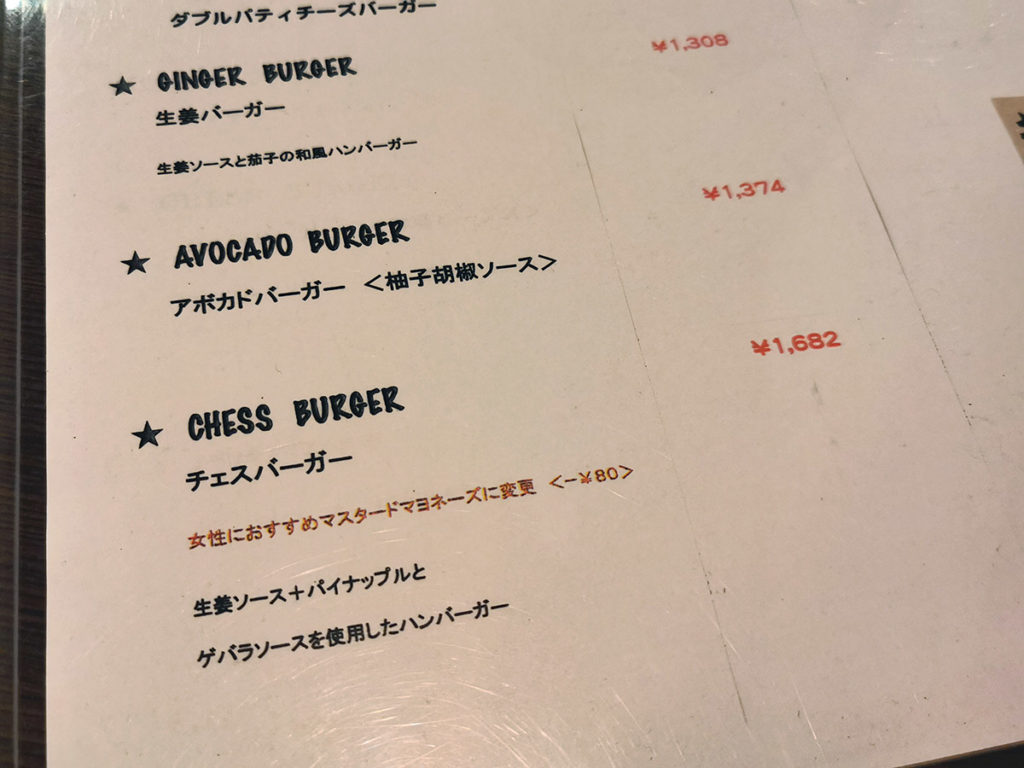 ダブルパティチーズバーガー
★ GINGER BURGER ¥1,308
生姜バーガー
生姜ソースと茄子の和風ハンバーガー
★ AVOCADO BURGER ¥1,374
アボカドバーガー <柚子胡椒ソース>
★ CHESS BURGER ¥1,682
チェスバーガー
女性におすすめマスタードマヨネーズに変更 <-¥80>
生姜ソース+パイナップルと
ゲバラソースを使用したハンバーガー